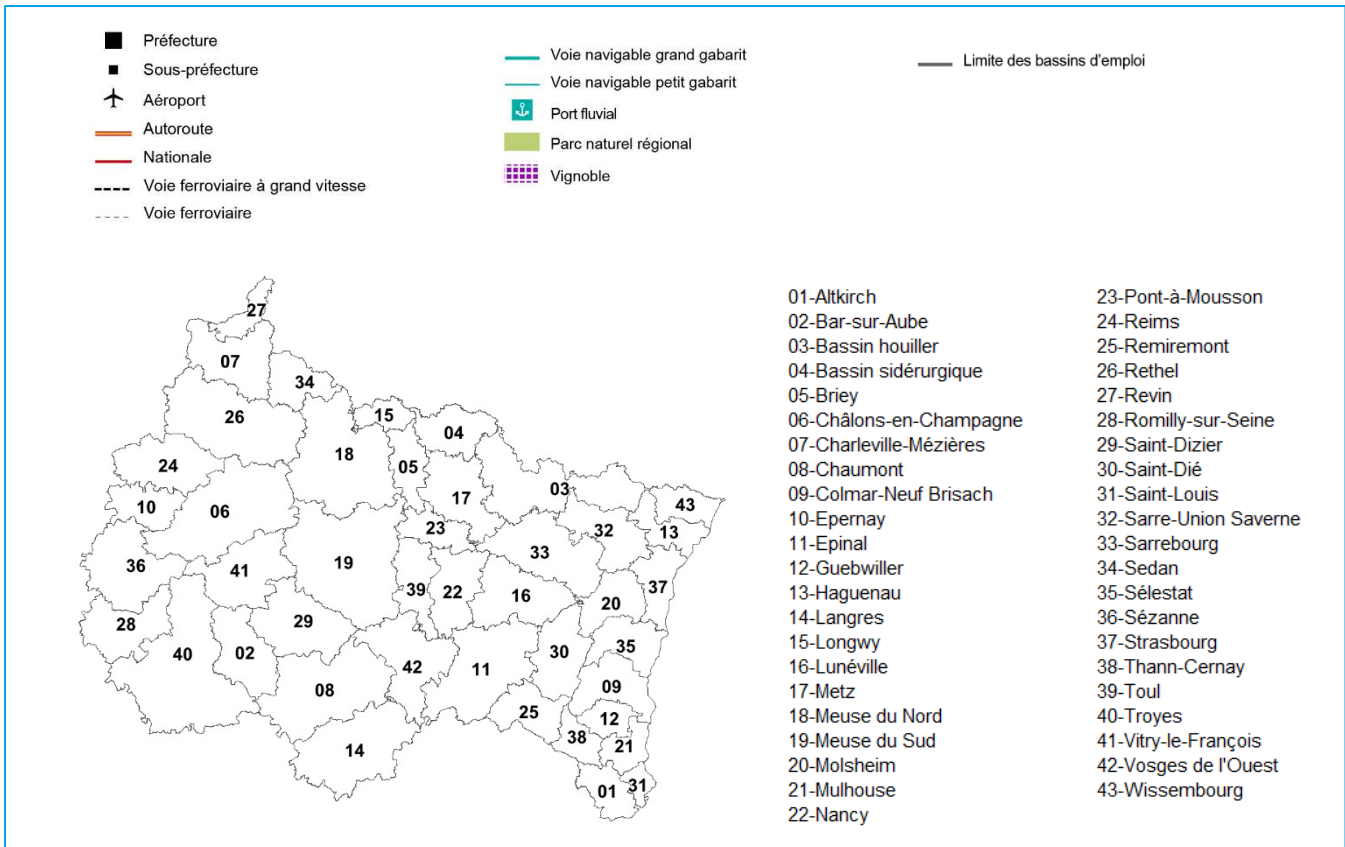 Préfecture
Sous-préfecture
Aéroport
Autoroute
Nationale
Voie ferroviaire à grand vitesse
Voie ferroviaire
Voie navigable grand gabarit
Voie navigable petit gabarit
Port fluvial
Parc naturel régional
Vignoble
Limite des bassins d'emploi
27
07
34
26
15
04
18
05
24
17
03
43
10
06
32
23
13
33
36
41
19
39
22
16
37
20
28
29
40
02
42
11
30
35
08
09
25
12
38
21
14
01
31
01-Altkirch
02-Bar-sur-Aube
03-Bassin houiller
04-Bassin sidérurgique
05-Briey
06-Châlons-en-Champagne
07-Charleville-Mézières
08-Chaumont
09-Colmar-Neuf Brisach
10-Epernay
11-Epinal
12-Guebwiller
13-Haguenau
14-Langres
15-Longwy
16-Lunéville
17-Metz
18-Meuse du Nord
19-Meuse du Sud
20-Molsheim
21-Mulhouse
22-Nancy
23-Pont-à-Mousson
24-Reims
25-Remiremont
26-Rethel
27-Revin
28-Romilly-sur-Seine
29-Saint-Dizier
30-Saint-Dié
31-Saint-Louis
32-Sarre-Union Saverne
33-Sarrebourg
34-Sedan
35-Sélestat
36-Sézanne
37-Strasbourg
38-Thann-Cernay
39-Toul
40-Troyes
41-Vitry-le-François
42-Vosges de l'Ouest
43-Wissembourg